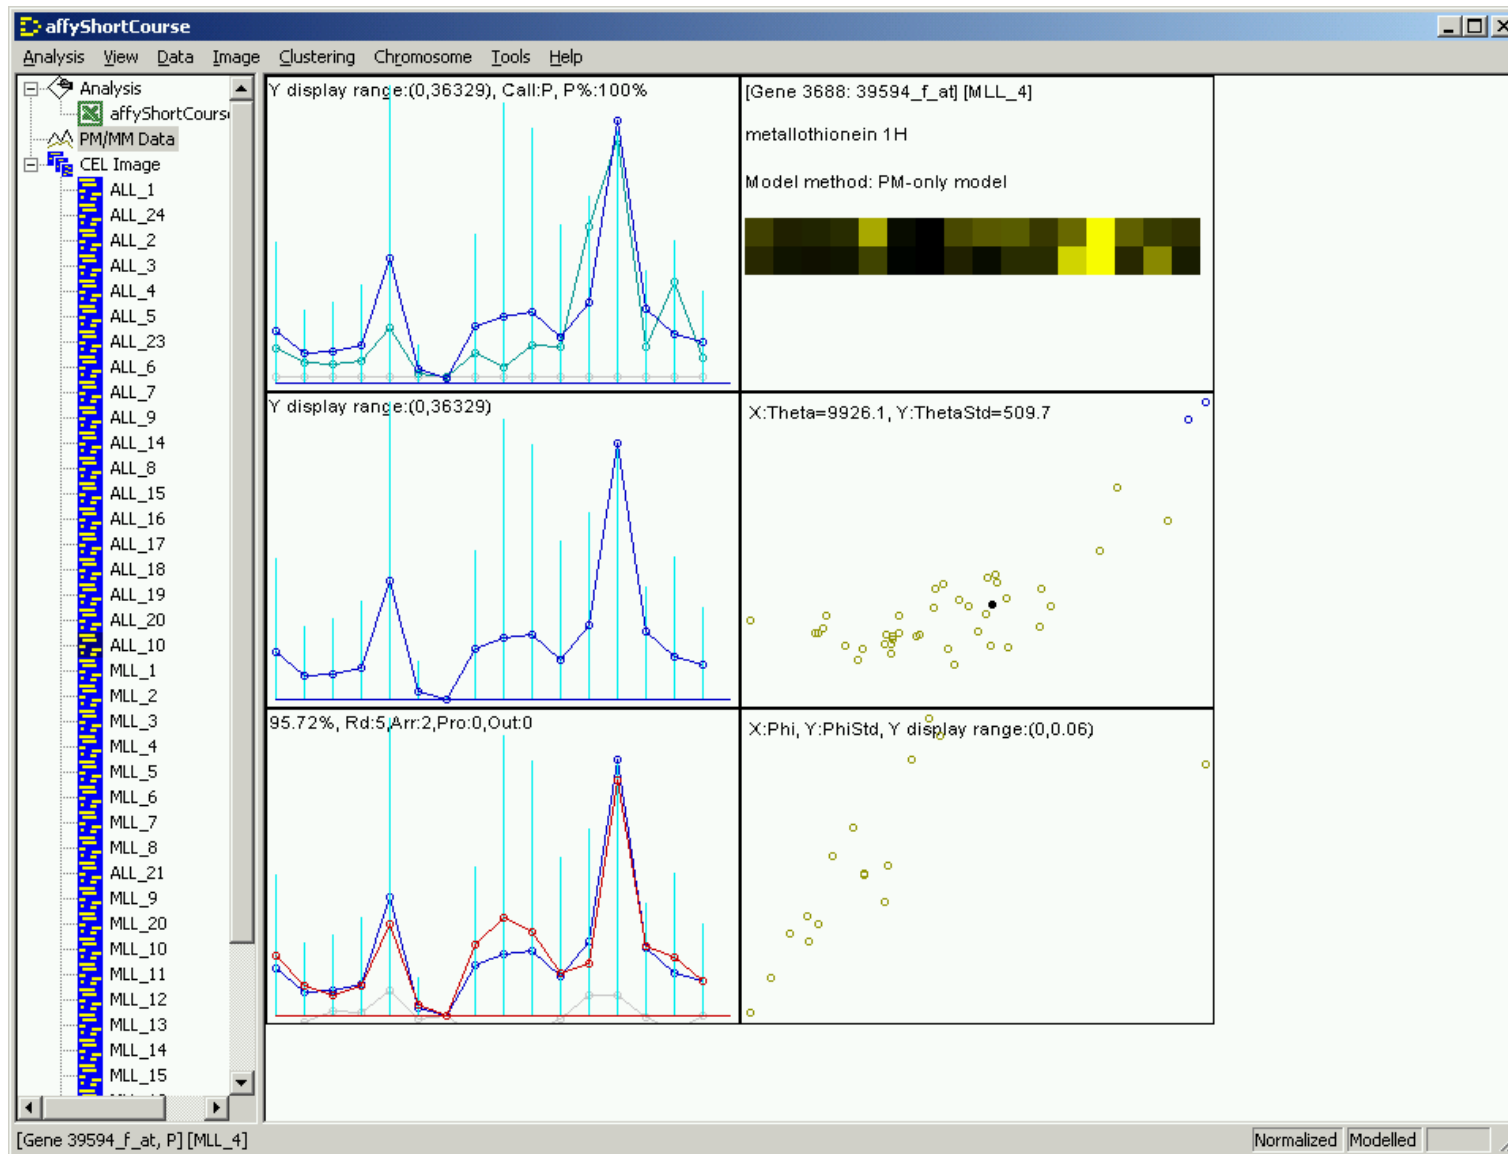 affyShortCourse
Analysis View Data Image Clustering Chromosome Tools Help
Analysis
affyShortCours
PM/MM Data
CEL Image
ALL_1
ALL_24
ALL_2
ALL_3
ALL_4
ALL_5
ALL_23
ALL_6
ALL_7
ALL_9
ALL_14
ALL_8
ALL_15
ALL_16
ALL_17
ALL_18
ALL_19
ALL_20
ALL_10
MLL_1
MLL_2
MLL_3
MLL_4
MLL_5
MLL_6
MLL_7
MLL_8
ALL_21
MLL_9
MLL_20
MLL_10
MLL_11
MLL_12
MLL_13
MLL_14
MLL_15
Y display range:(0,36329), Call:P, P%:100%
[Gene 3688: 39594_f_at] [MLL_4]
metallothionein 1H
Model method: PM-only model
Y display range:(0,36329)
X:Theta=9926.1, Y:ThetaStd=509.7
95.72%, Rd:5,Arr:2,Pro:0,Out:0
X:Phi, Y:PhiStd, Y display range:(0,0.06)
[Gene 39594_f_at, P] [MLL_4]
Normalized Modelled